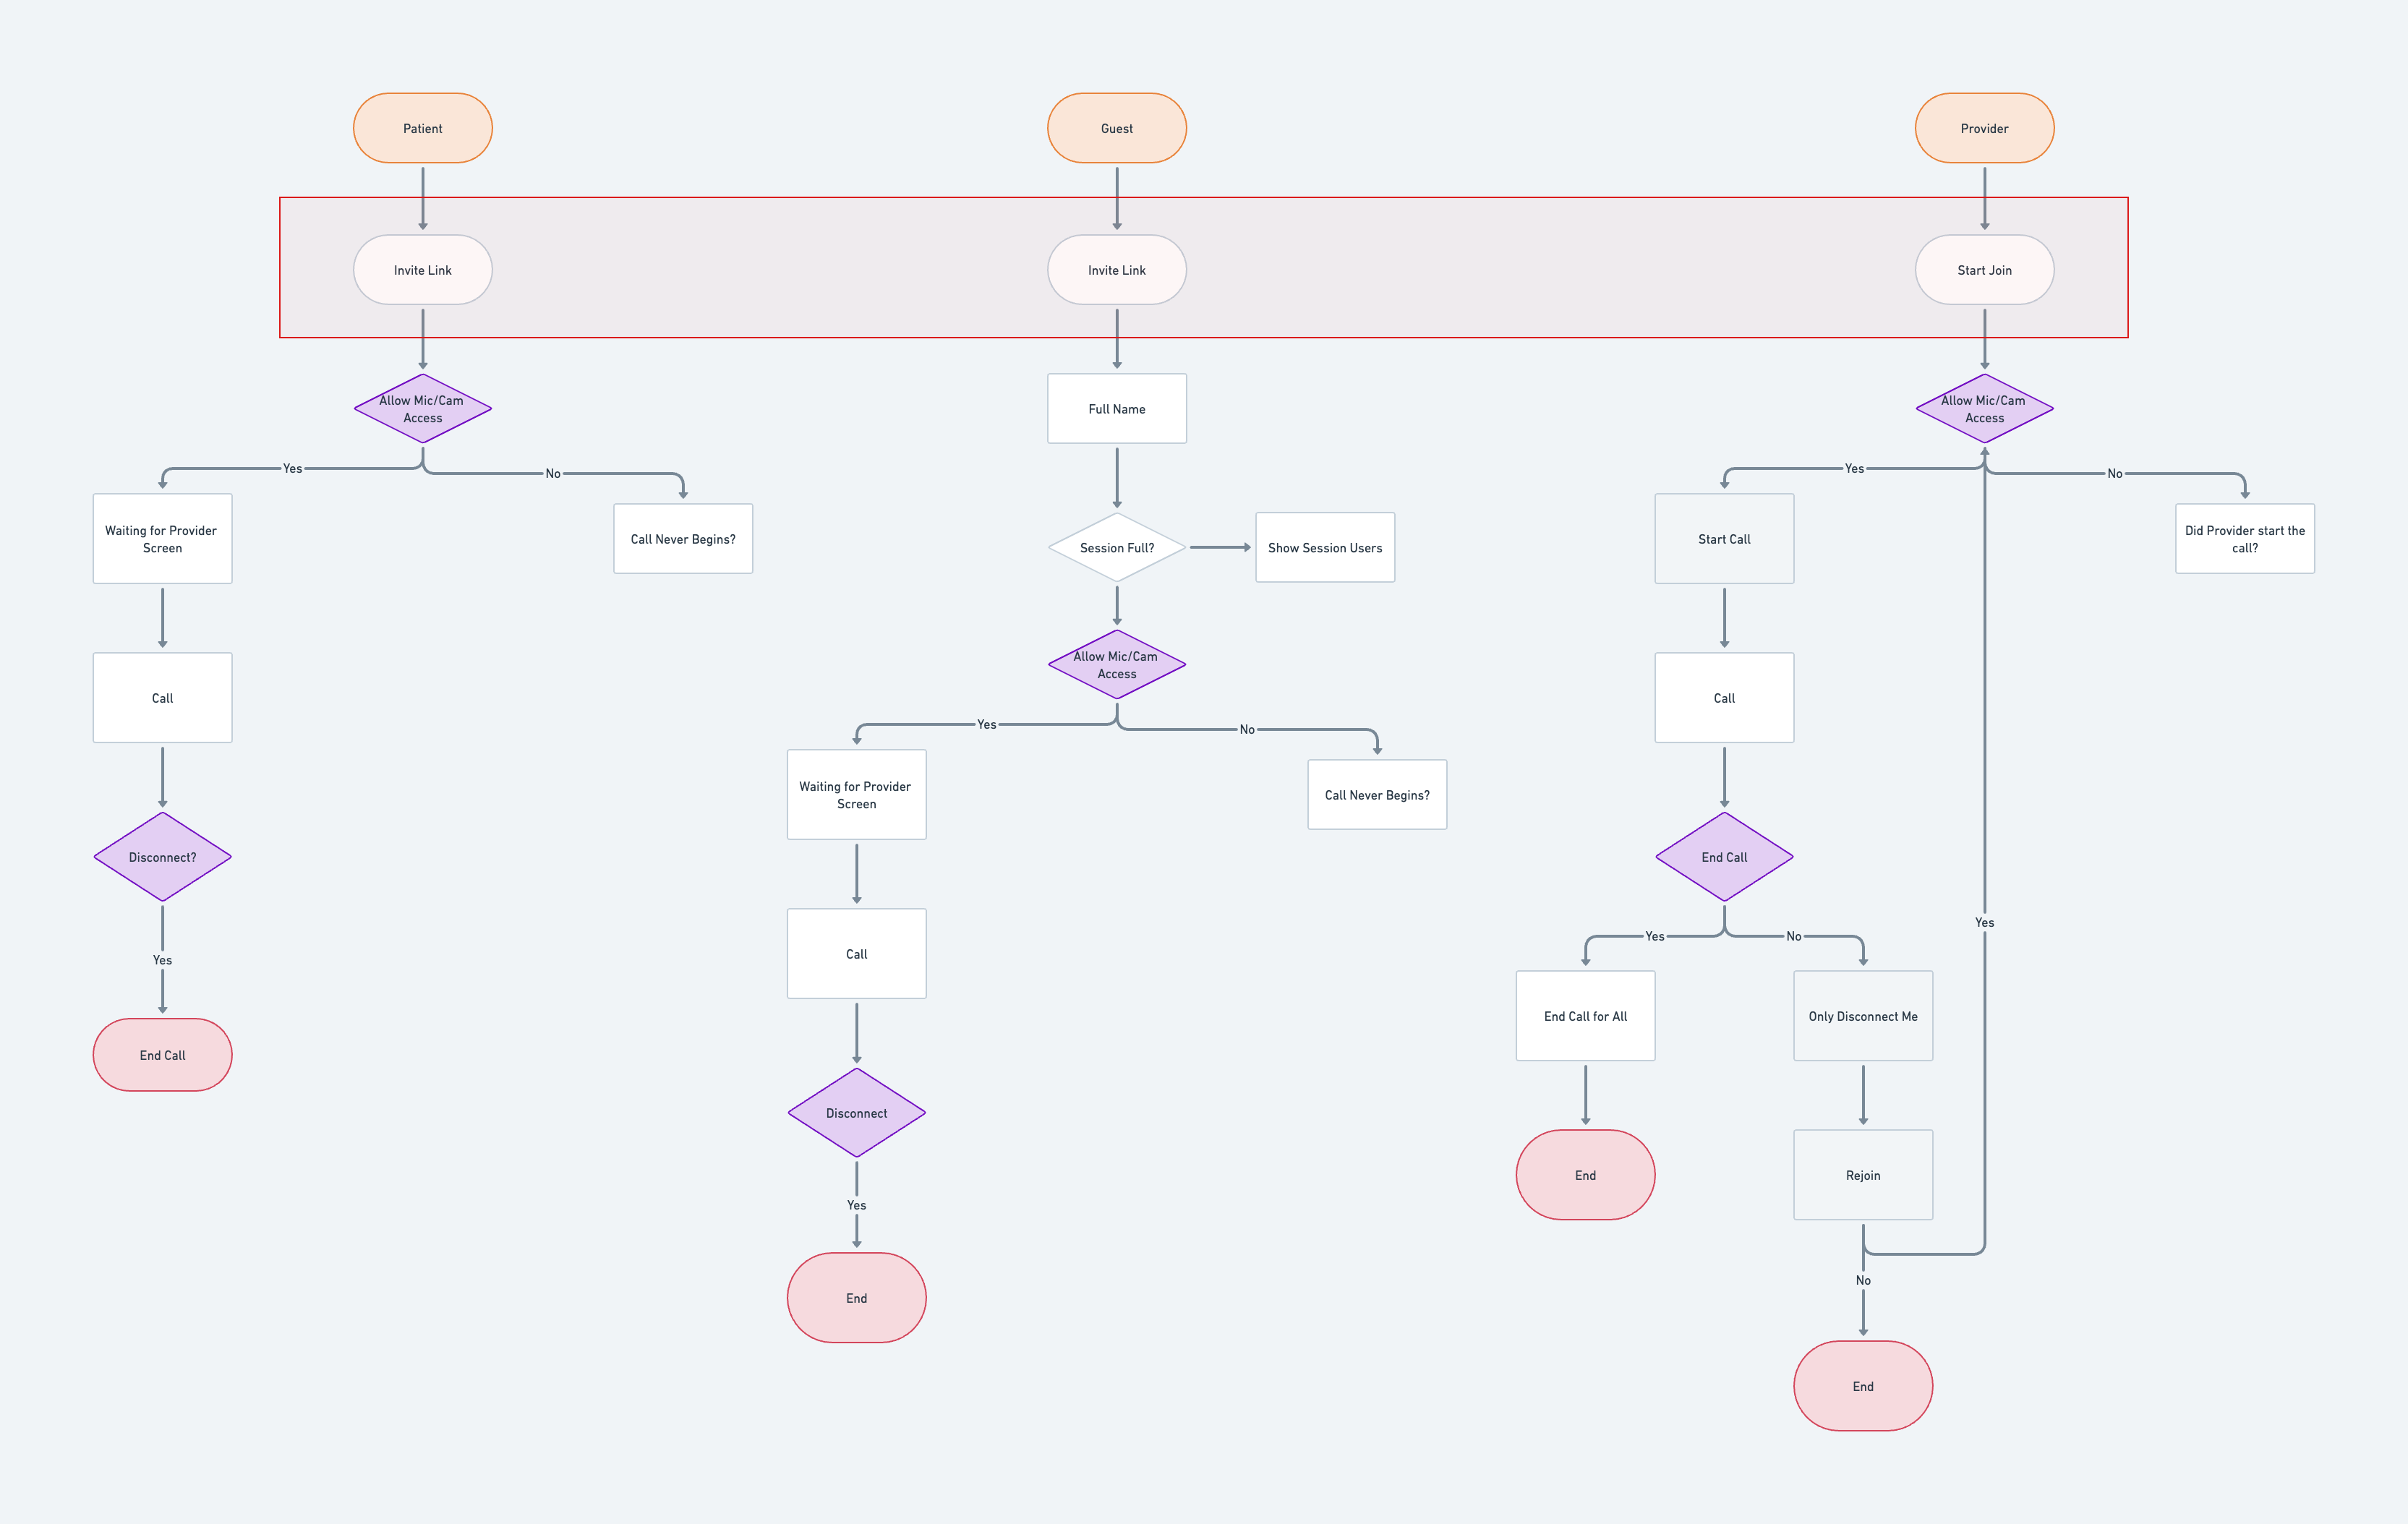 Patient
Guest
Provider
Invite Link
Invite Link
Start Join
Allow Mic/Cam
Access
Full Name
Allow Mic/Cam
Access
Yes
No
Yes
No
Waiting for Provider
Screen
Call Never Begins?
Session Full?
Show Session Users
Start Call
Did Provider start the
call?
Allow Mic/Cam
Access
Call
Call
Yes
No
Waiting for Provider
Screen
Call Never Begins?
Disconnect?
End Call
Yes
Yes
No
Call
Yes
End Call for All
Only Disconnect Me
End Call
Disconnect
End
Rejoin
Yes
No
End
End